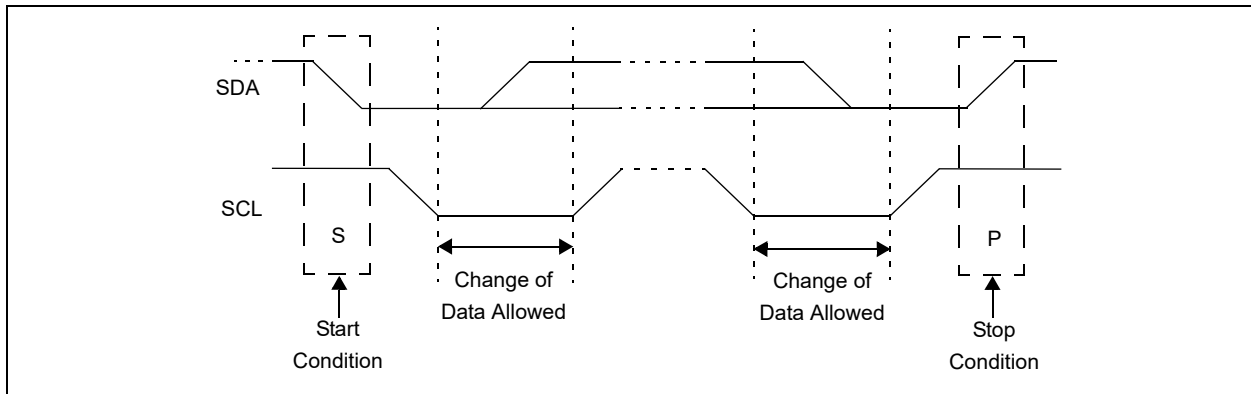 SDA
SCL
S
P
Change of
Data Allowed
Change of
Data Allowed
Start
Condition
Stop
Condition